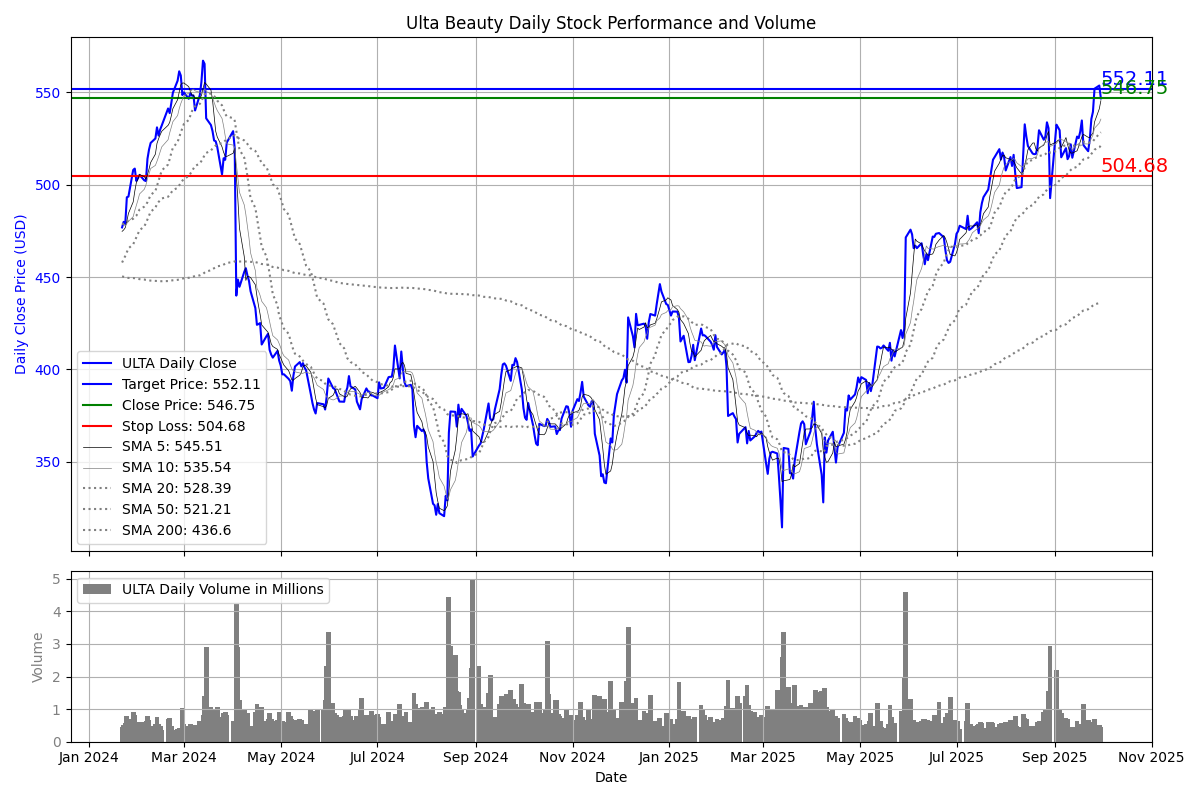 Ulta Beauty Daily Stock Performance and Volume
552.11
546.75
504.68
Daily Close Price (USD)
550
500
450
400
350
ULTA Daily Close
Target Price: 552.11
Close Price: 546.75
Stop Loss: 504.68
SMA 5: 545.51
SMA 10: 535.54
SMA 20: 528.39
SMA 50: 521.21
SMA 200: 436.6
ULTA Daily Volume in Millions
Volume
5
4
3
2
1
0
Jan 2024 Mar 2024 May 2024 Jul 2024 Sep 2024 Nov 2024 Jan 2025 Mar 2025 May 2025 Jul 2025 Sep 2025 Nov 2025
Date